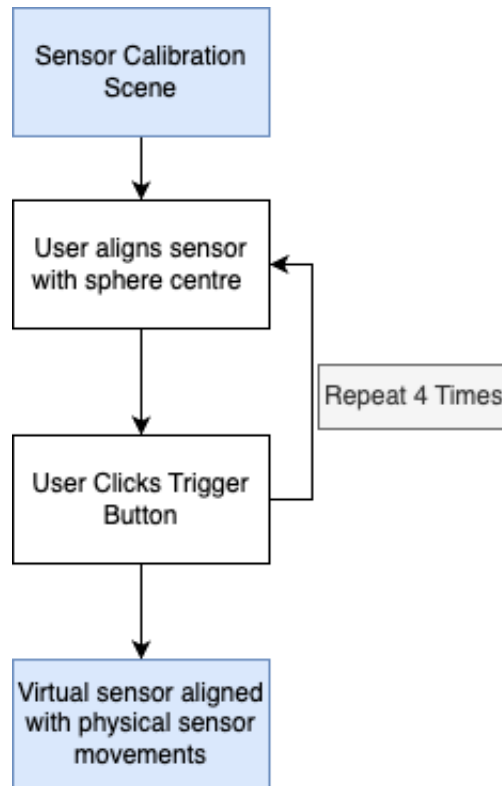 Sensor Calibration
Scene
User aligns sensor
with sphere centre
Repeat 4 Times
User Clicks Trigger
Button
Virtual sensor aligned
with physical sensor
movements